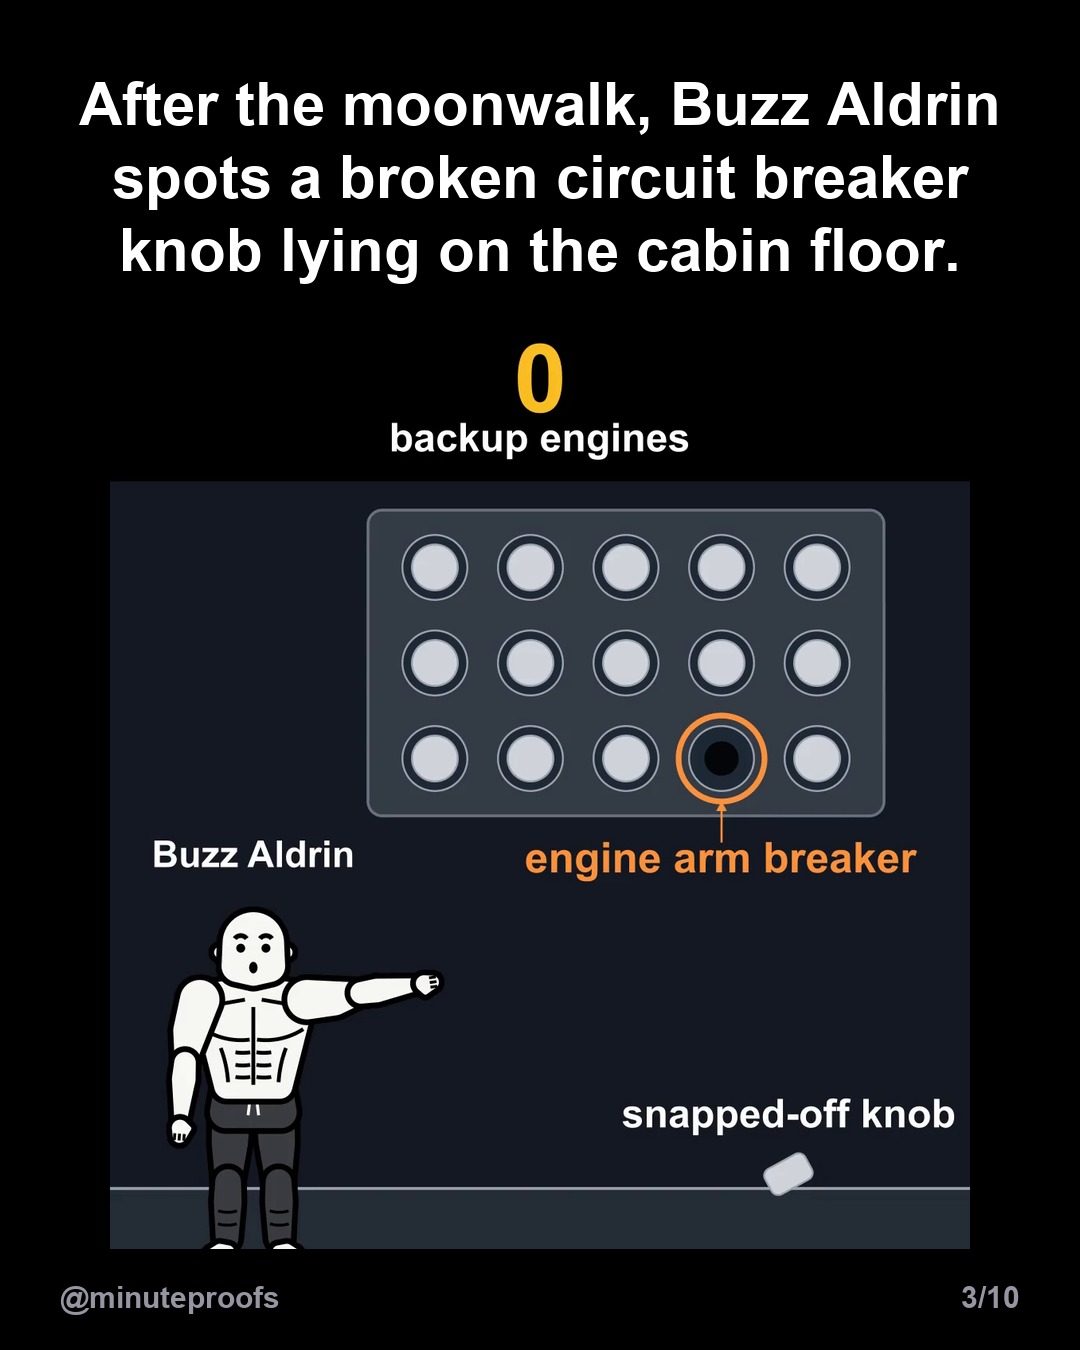 After the moonwalk, Buzz Aldrin
spots a broken circuit breaker
knob lying on the cabin floor.
0
backup engines
Buzz Aldrin
engine arm breaker
snapped-off knob
@minuteproofs
3/10